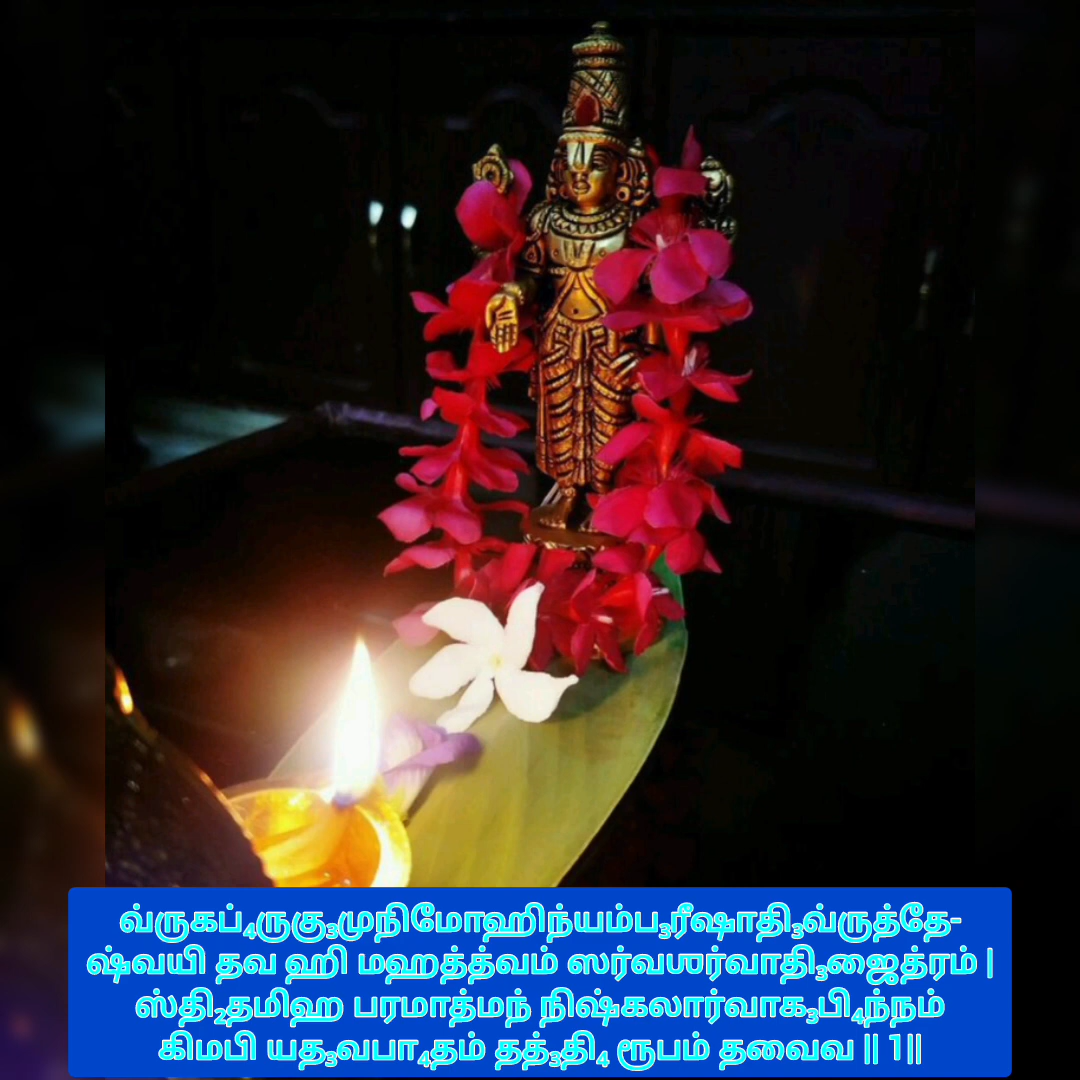 வ்ருகப்₄ருகு₃முநிமோஹிந்யம்ப₃ரீஷாதி₃வ்ருத்தே-
ஷ்வயி தவ ஹி மஹத்த்வம் ஸர்வஶர்வாதி₃ஜைத்ரம் |
ஸ்தி₂தமிஹ பரமாத்மந் நிஷ்கலார்வாக₃பி₄ந்நம்
கிமபி யத₃வபா₄தம் தத்₃தி₄ ரூபம் தவைவ || 1||